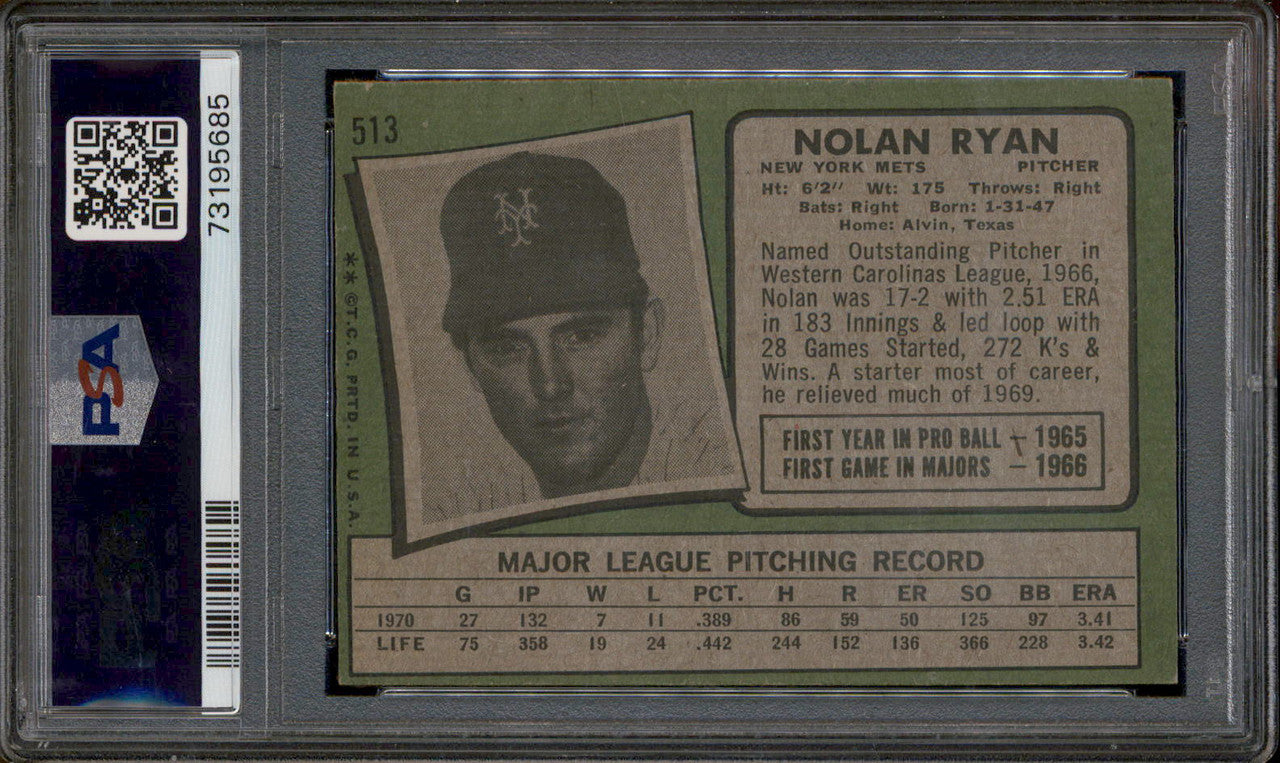 73195685
PSA
513
NOLAN RYAN
NEW YORK METS PITCHER
Ht: 6'2" Wt: 175 Throws: Right
Bats: Right Born: 1-31-47
Home: Alvin, Texas
Named Outstanding Pitcher in
Western Carolinas League, 1966,
Nolan was 17-2 with 2.51 ERA
in 183 Innings & led loop with
28 Games Started, 272 K's &
Wins. A starter most of career,
he relieved much of 1969.
FIRST YEAR IN PRO BALL – 1965
FIRST GAME IN MAJORS – 1966
NY
** ©T.C.G. PRTD. IN U.S.A.
MAJOR LEAGUE PITCHING RECORD
G IP W L PCT. H R ER SO BB ERA
1970 27 132 7 11 .389 86 59 50 125 97 3.41
LIFE 75 358 19 24 .442 244 152 136 366 228 3.42